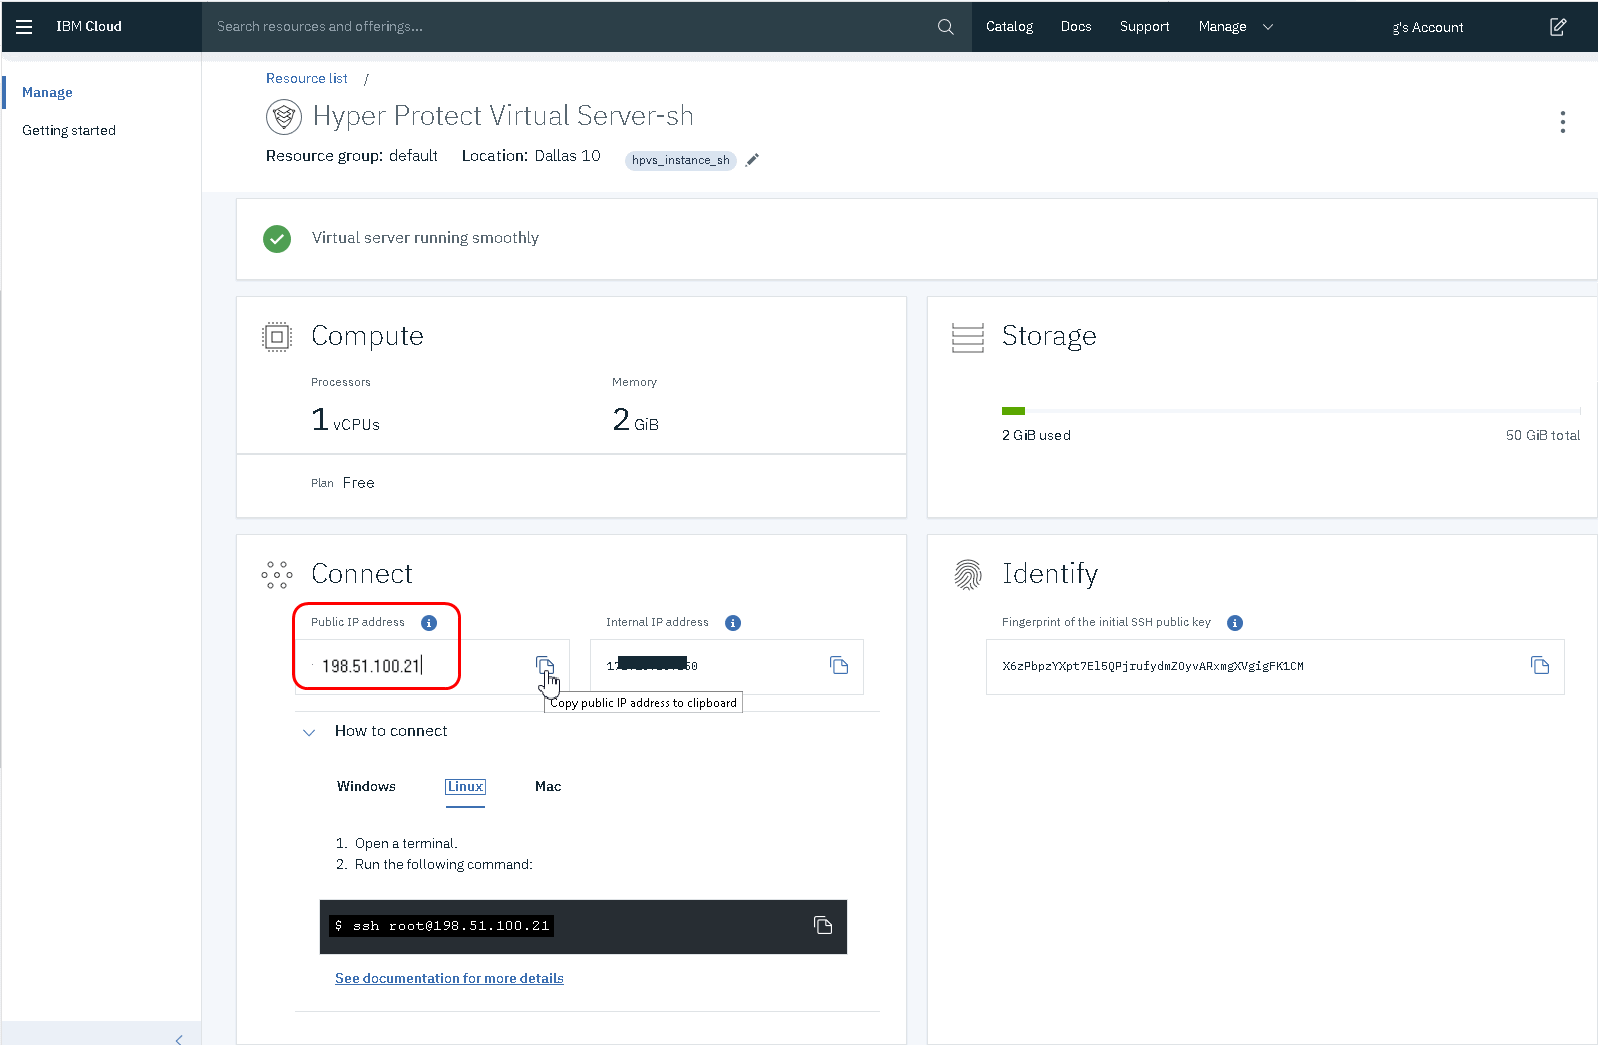 IBM Cloud
Search resources and offerings...
Catalog
Docs
Support
Manage
g's Account
Manage
Getting started
Resource list /
Hyper Protect Virtual Server-sh
Resource group: default Location: Dallas 10 hpvs_instance_sh
Virtual server running smoothly
Compute
Processors
1 vCPUs
Memory
2 GiB
Plan Free
Storage
2 GiB used
50 GiB total
Connect
Public IP address
198.51.100.21
Internal IP address
Copy public IP address to clipboard
How to connect
Windows
Linux
Mac
1. Open a terminal.
2. Run the following command:
$ ssh root@198.51.100.21
See documentation for more details
Identify
Fingerprint of the initial SSH public key
X6zPbpzYXpt7El5QPjrufydmZOyvARxmgXVgigFK1CM